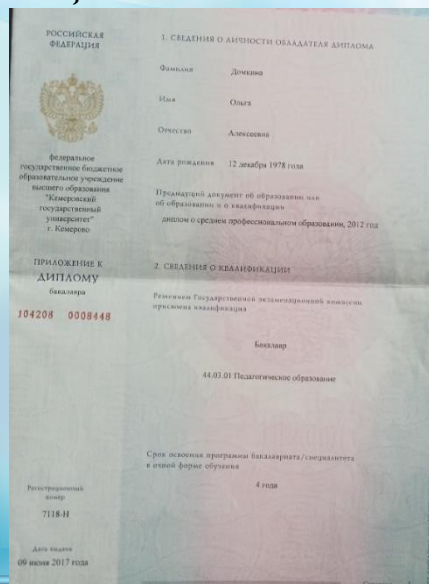 РОССИЙСКАЯ
ФЕДЕРАЦИЯ
федеральное
государственное бюджетное
образовательное учреждение
высшего образования
"Кемеровский
государственный
университет"
г. Кемерово
ПРИЛОЖЕНИЕ К
ДИПЛОМУ
бакалавра
104208 0008448
Регистрационный
номер
7118-Н
Дата выдачи
09 июня 2017 года
1. СВЕДЕНИЯ О ЛИЧНОСТИ ОБЛАДАТЕЛЯ ДИПЛОМА
Фамилия Домкина
Имя Ольга
Отчество Алексеевна
Дата рождения 12 декабря 1978 года
Предыдущий документ об образовании или
об образовании и о квалификации
диплом о среднем профессиональном образовании, 2012 год
2. СВЕДЕНИЯ О КВАЛИФИКАЦИИ
Решением Государственной экзаменационной комиссии
присвоена квалификация
Бакалавр
44.03.01 Педагогическое образование
Срок освоения программы бакалавриата/специалитета
в очной форме обучения
4 года